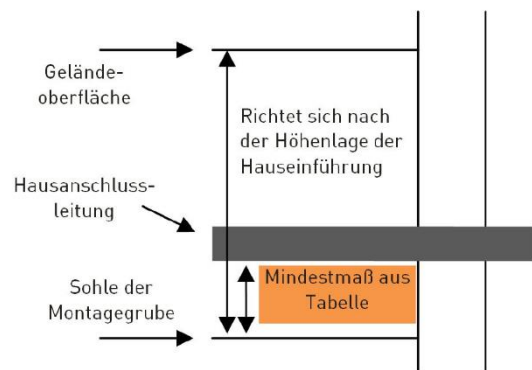 Gelände-
oberfläche
Richtet sich nach
der Höhenlage der
Hauseinführung
Hausanschluss-
leitung
Mindestmaß aus
Tabelle
Sohle der
Montagegrube